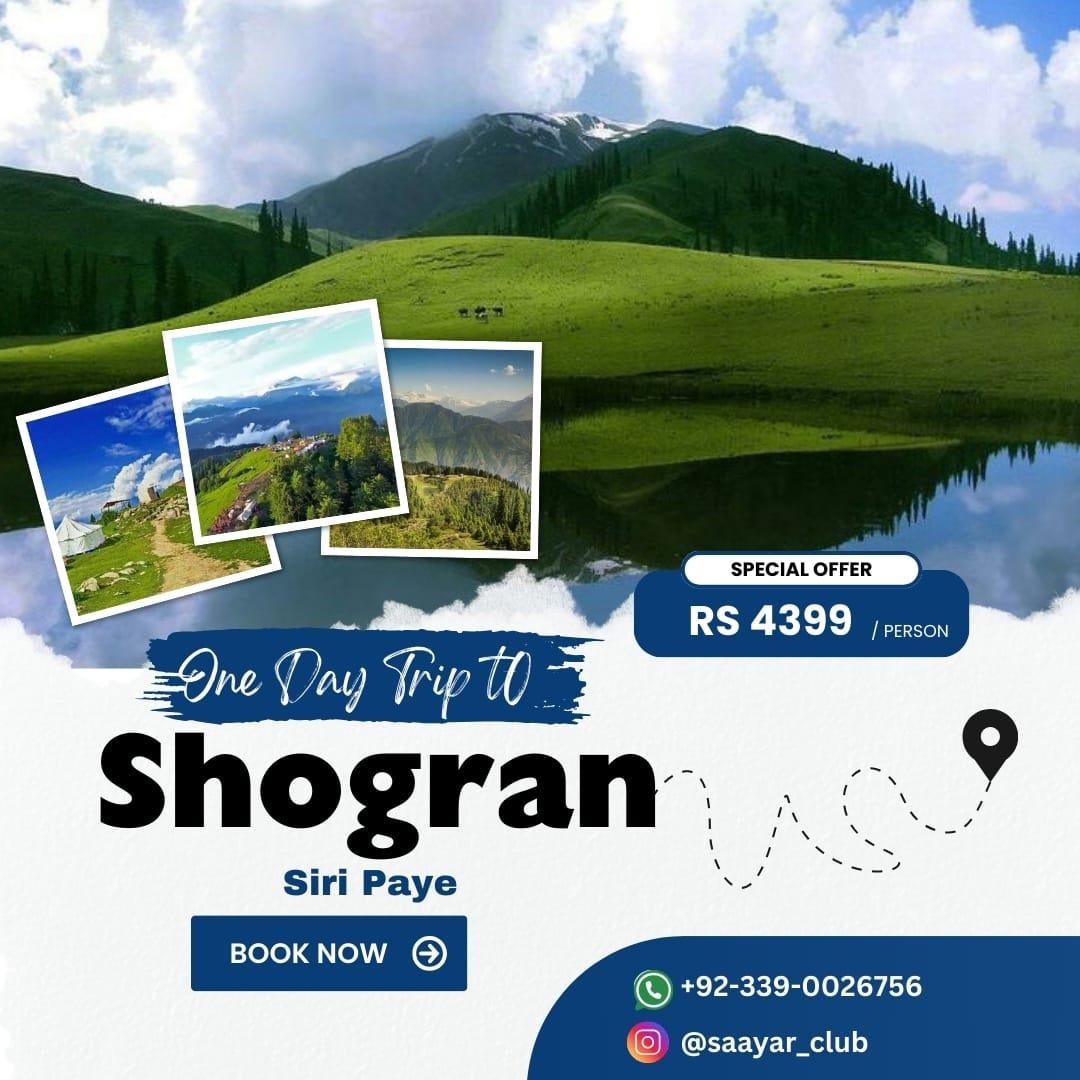 SPECIAL OFFER
RS 4399 / PERSON
One Day Trip to
Shogran
Siri Paye
BOOK NOW
+92-339-0026756
@saayar_club